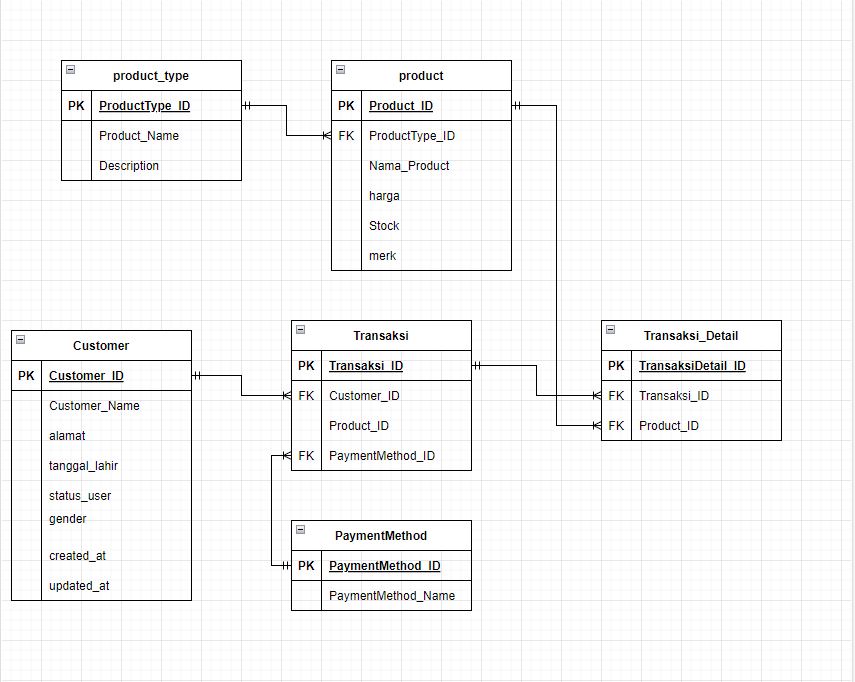 product_type
PK ProductType_ID
Product_Name
Description
product
PK Product_ID
FK ProductType_ID
Nama_Product
harga
Stock
merk
Customer
PK Customer_ID
Customer_Name
alamat
tanggal_lahir
status_user
gender
created_at
updated_at
Transaksi
PK Transaksi_ID
FK Customer_ID
Product_ID
FK PaymentMethod_ID
Transaksi_Detail
PK TransaksiDetail_ID
FK Transaksi_ID
FK Product_ID
PaymentMethod
PK PaymentMethod_ID
PaymentMethod_Name